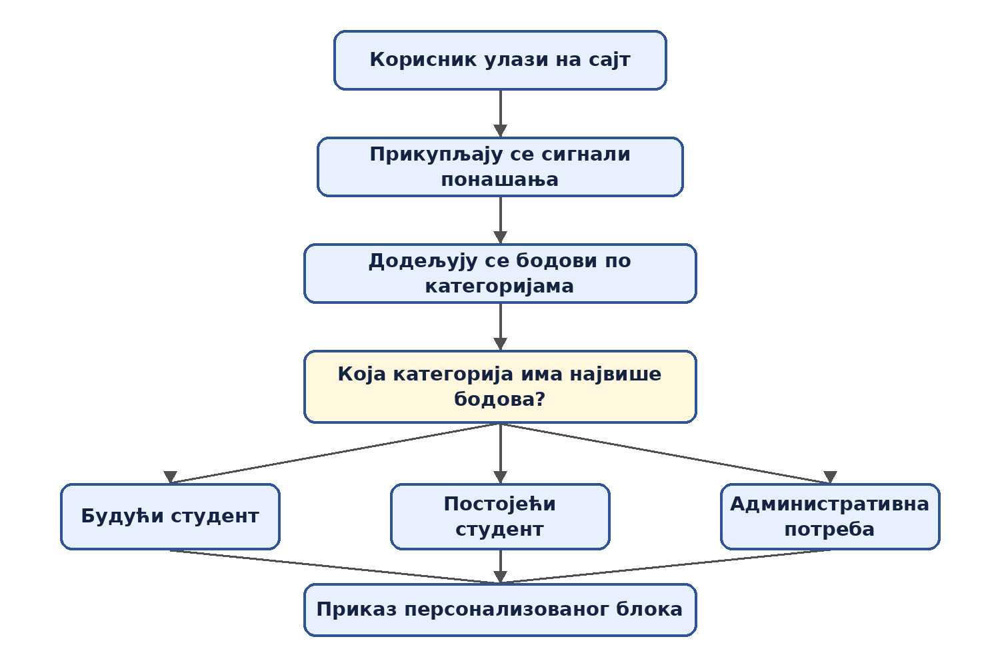 Корисник улази на сајт
Прикупљају се сигнали
понашања
Додељују се бодови по
категоријама
Која категорија има највише
бодова?
Будући студент
Постојећи
студент
Административна
потреба
Приказ персонализованог блока